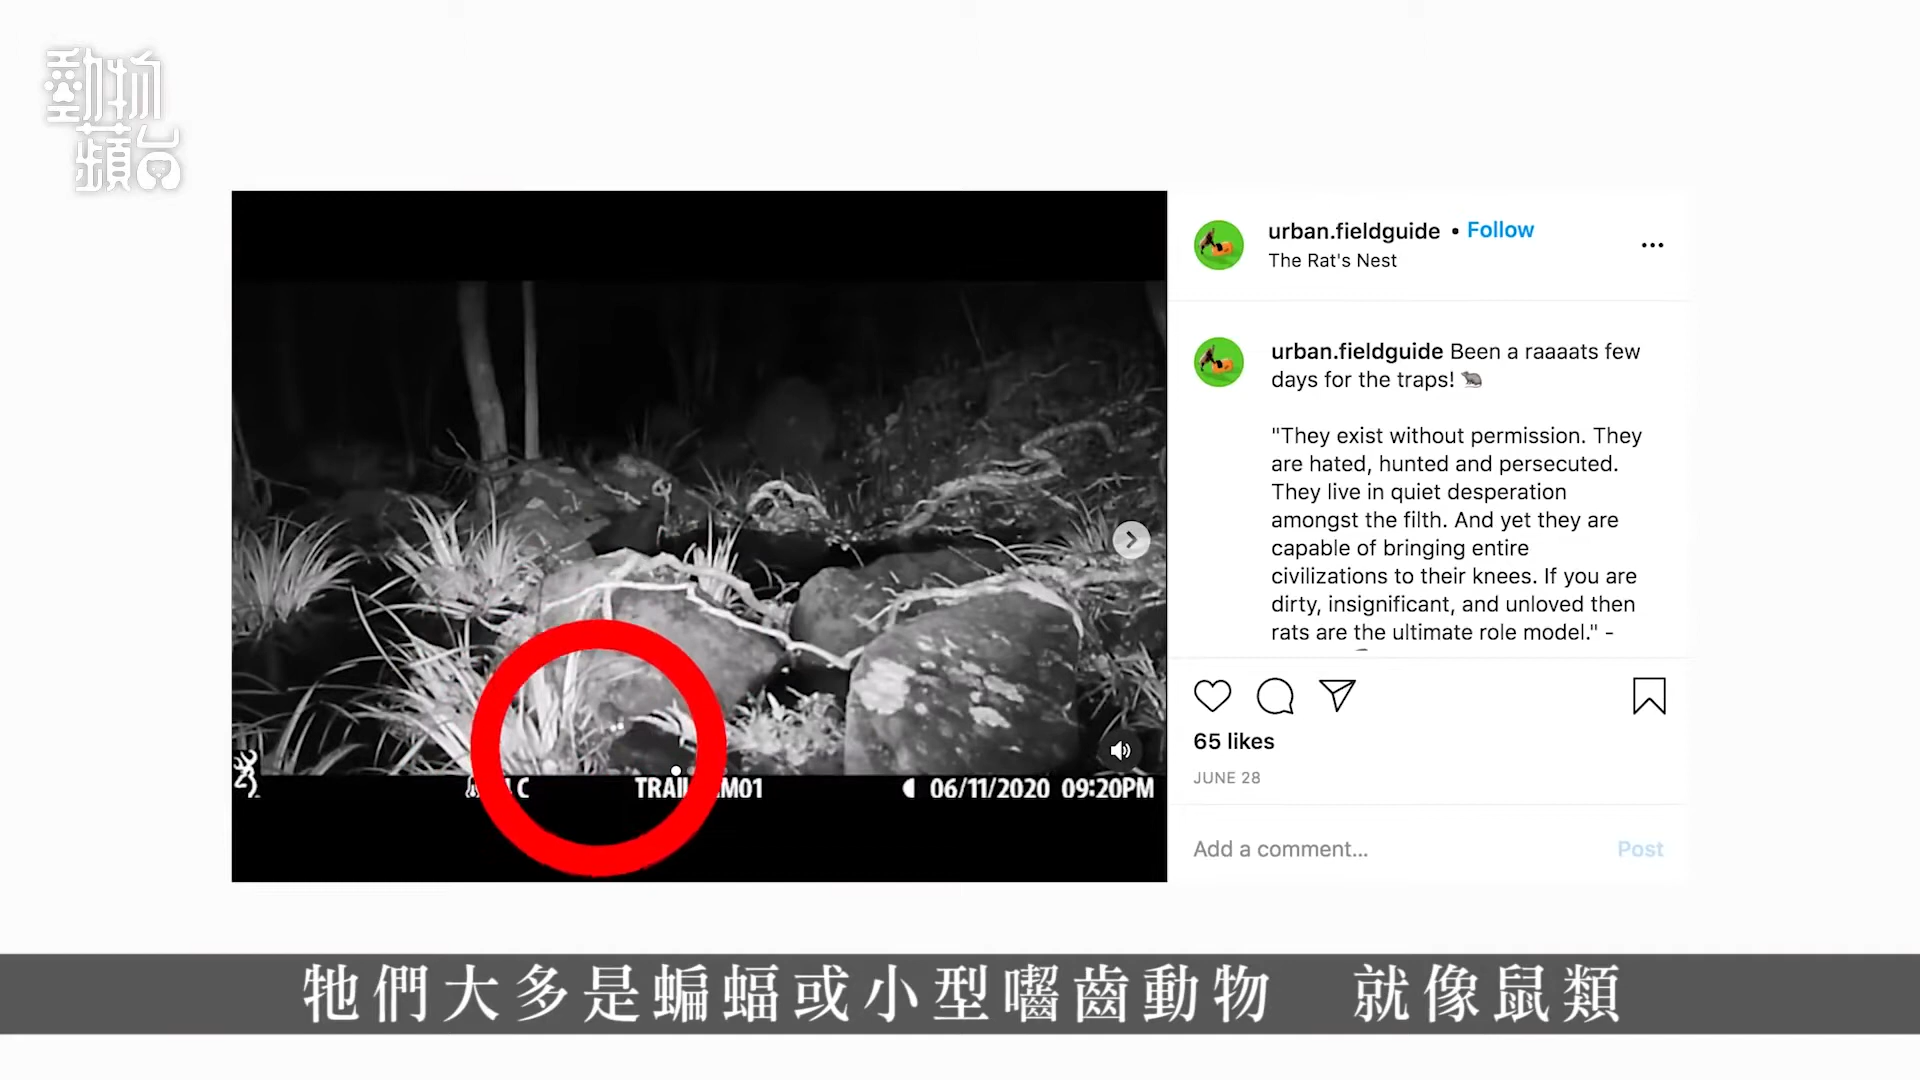 動物
蘋台
urban.fieldguide • Follow
The Rat's Nest
urban.fieldguide Been a raaaats few
days for the traps! 🐀
"They exist without permission. They
are hated, hunted and persecuted.
They live in quiet desperation
amongst the filth. And yet they are
capable of bringing entire
civilizations to their knees. If you are
dirty, insignificant, and unloved then
rats are the ultimate role model." -
65 likes
JUNE 28
Add a comment... Post
C
06/11/2020 09:20PM
牠們大多是蝙蝠或小型嚙齒動物 就像鼠類